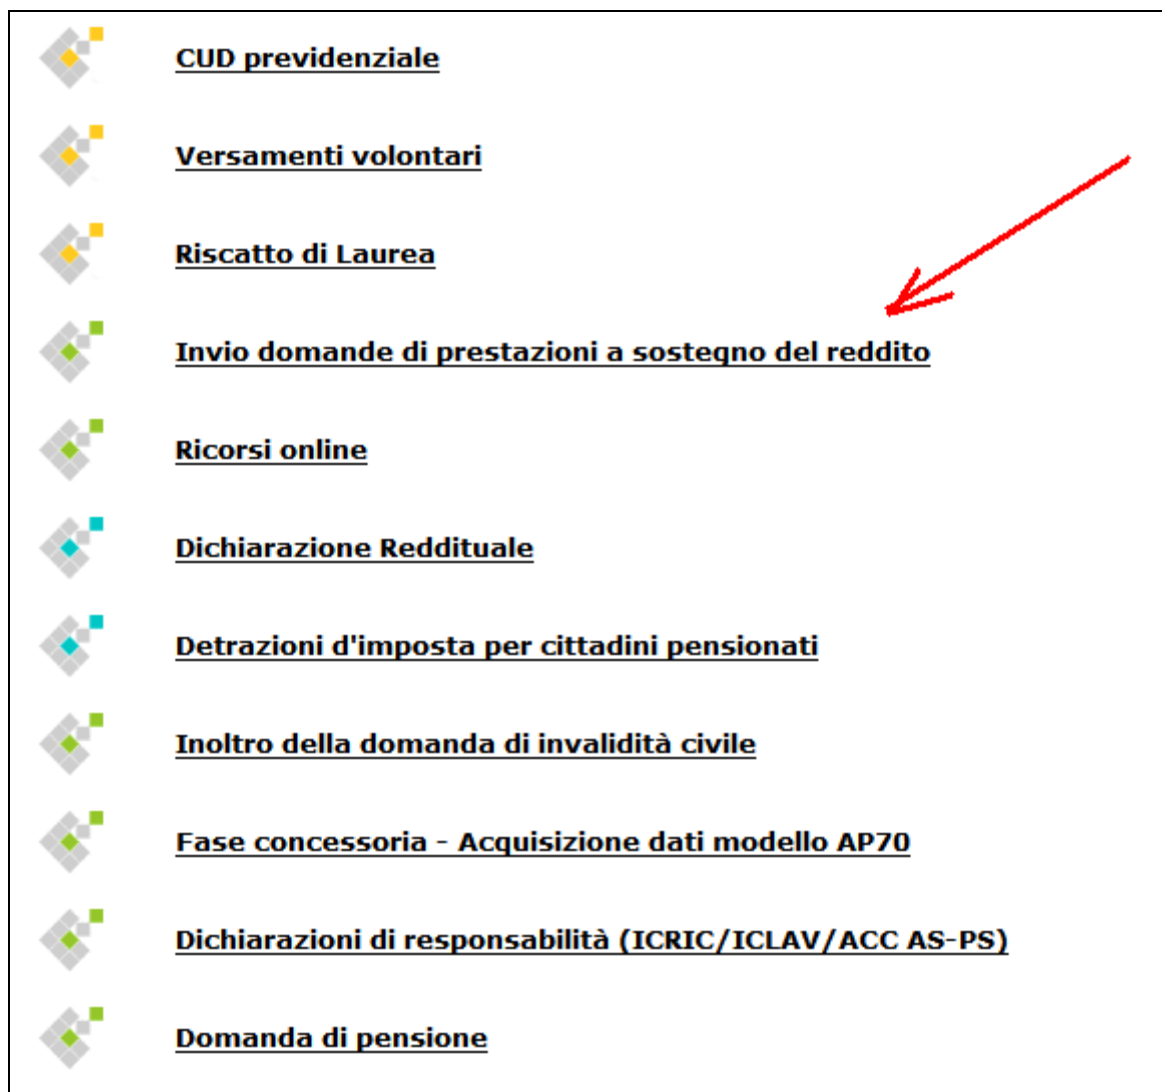 CUD previdenziale
Versamenti volontari
Riscatto di Laurea
Invio domande di prestazioni a sostegno del reddito
Ricorsi online
Dichiarazione Reddituale
Detrazioni d'imposta per cittadini pensionati
Inoltro della domanda di invalidità civile
Fase concessoria - Acquisizione dati modello AP70
Dichiarazioni di responsabilità (ICRIC/ICLAV/ACC AS-PS)
Domanda di pensione